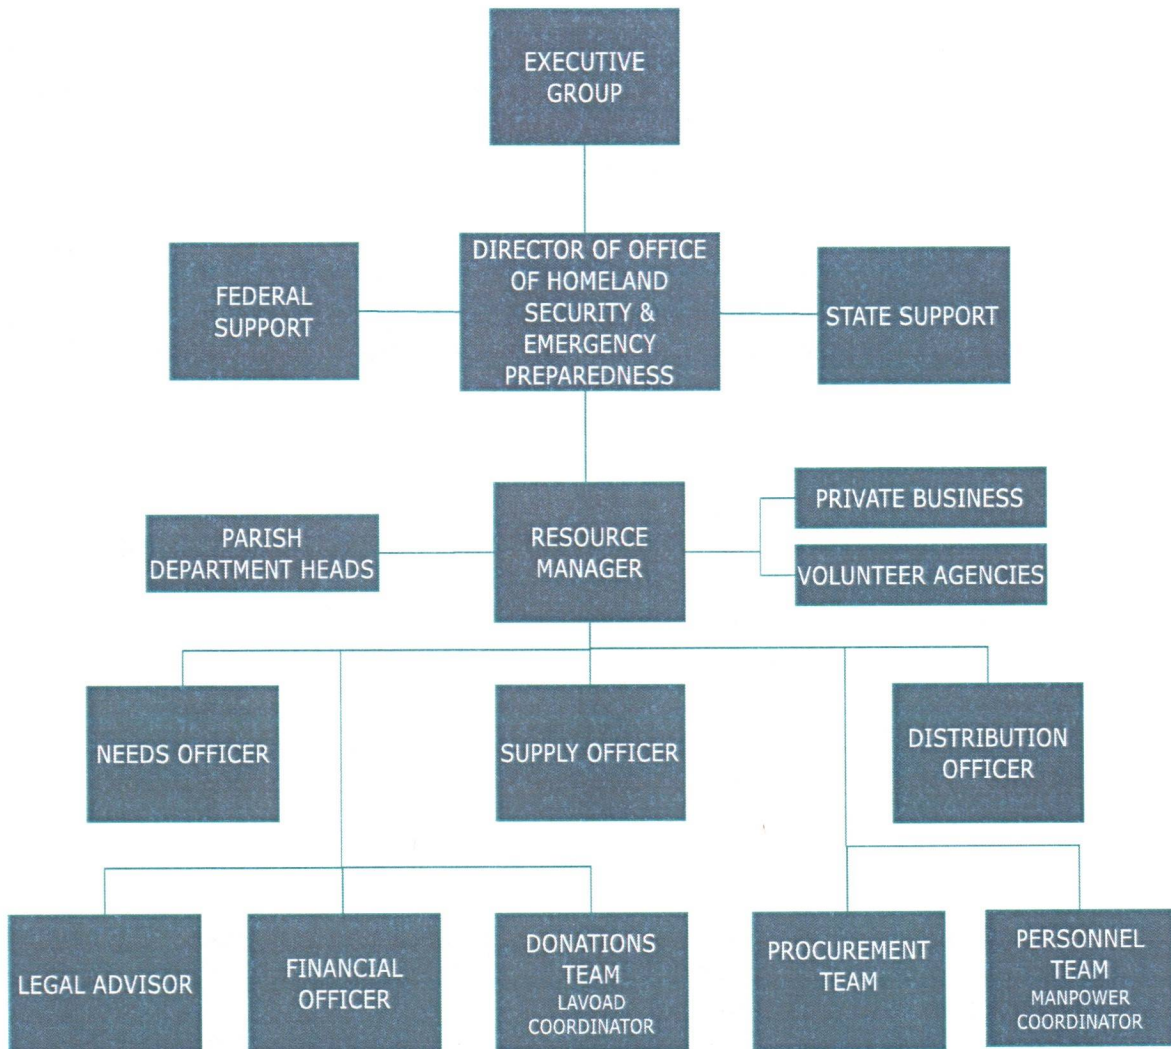 EXECUTIVE
GROUP
FEDERAL
SUPPORT
DIRECTOR OF OFFICE
OF HOMELAND
SECURITY &
EMERGENCY
PREPAREDNESS
STATE SUPPORT
PARISH
DEPARTMENT HEADS
RESOURCE
MANAGER
PRIVATE BUSINESS
VOLUNTEER AGENCIES
NEEDS OFFICER
SUPPLY OFFICER
DISTRIBUTION
OFFICER
LEGAL ADVISOR
FINANCIAL
OFFICER
DONATIONS
TEAM
LAVOAD
COORDINATOR
PROCUREMENT
TEAM
PERSONNEL
TEAM
MANPOWER
COORDINATOR